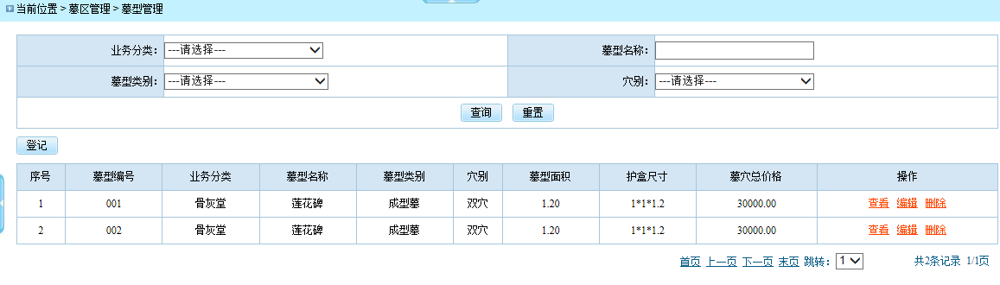 当前位置 > 墓区管理 > 墓型管理
业务分类: ---请选择--- 墓型名称:
墓型类别: ---请选择--- 穴别: ---请选择---
查询 重置
登记
序号 墓型编号 业务分类 墓型名称 墓型类别 穴别 墓型面积 护盒尺寸 墓穴总价格 操作
1 001 骨灰堂 莲花碑 成型墓 双穴 1.20 1*1*1.2 30000.00 查看 编辑 删除
2 002 骨灰堂 莲花碑 成型墓 双穴 1.20 1*1*1.2 30000.00 查看 编辑 删除
首页 上一页 下一页 末页 跳转: 1 共2条记录 1/1页